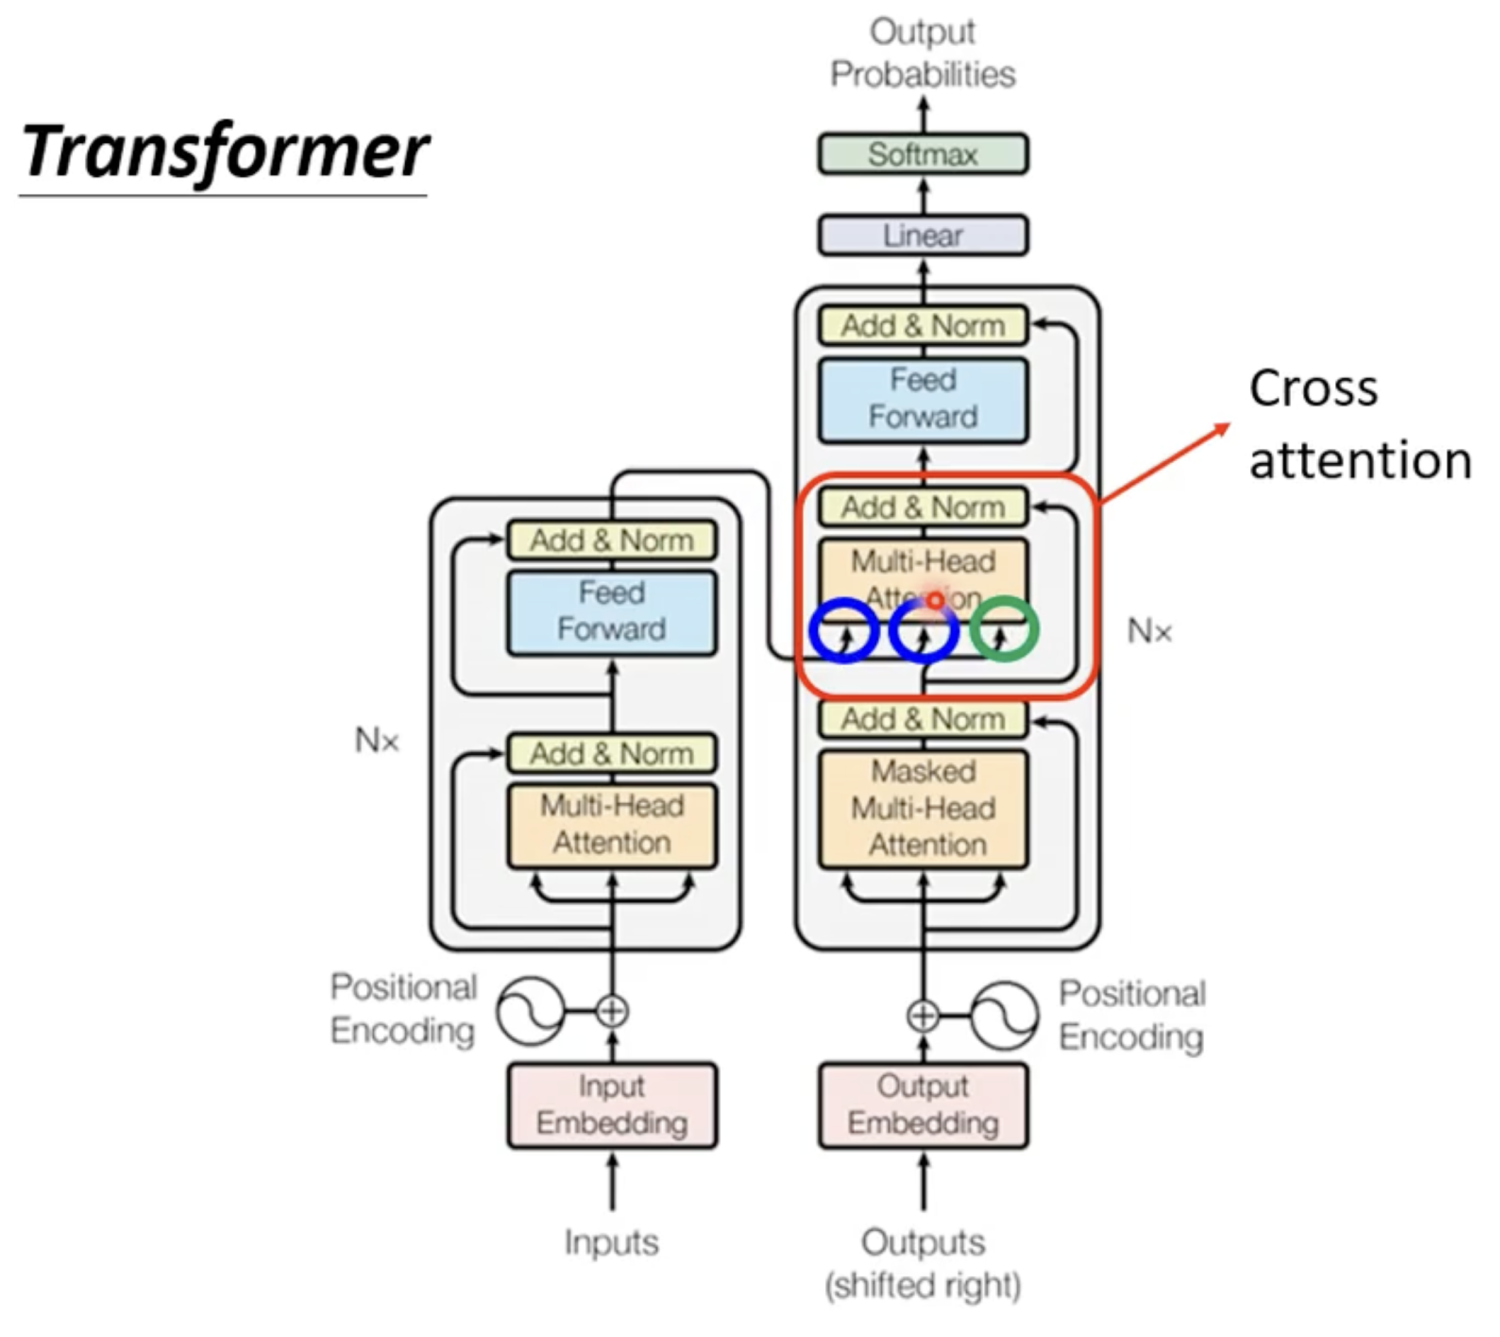 Transformer
Output
Probabilities
Softmax
Linear
Add & Norm
Feed
Forward
Cross
attention
Add & Norm
Multi-Head
Attention
Nx
Add & Norm
Masked
Multi-Head
Attention
Add & Norm
Feed
Forward
Nx
Add & Norm
Multi-Head
Attention
Positional
Encoding
Positional
Encoding
Input
Embedding
Output
Embedding
Inputs
Outputs
(shifted right)